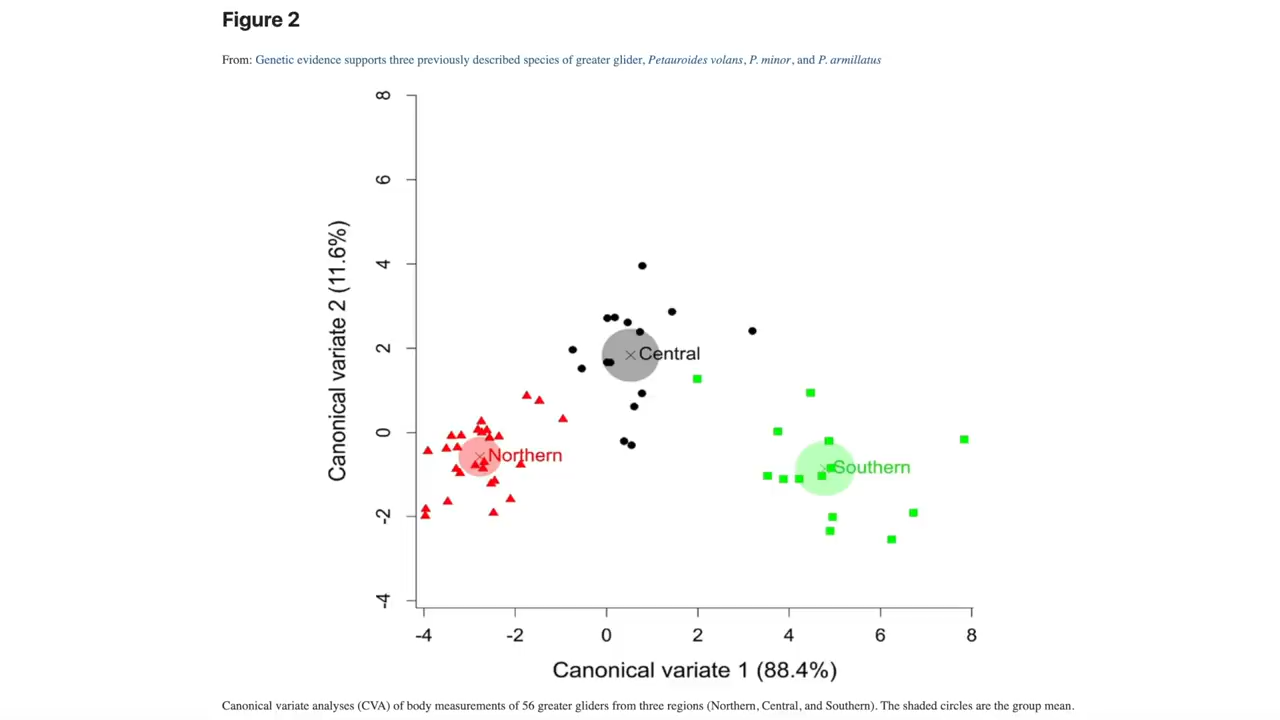 Figure 2
From: Genetic evidence supports three previously described species of greater glider, Petauroides volans, P. minor, and P. armillatus
8
6
4
2
0
-2
-4
Canonical variate 2 (11.6%)
Central
Northern
Southern
-4 -2 0 2 4 6 8
Canonical variate 1 (88.4%)
Canonical variate analyses (CVA) of body measurements of 56 greater gliders from three regions (Northern, Central, and Southern). The shaded circles are the group mean.